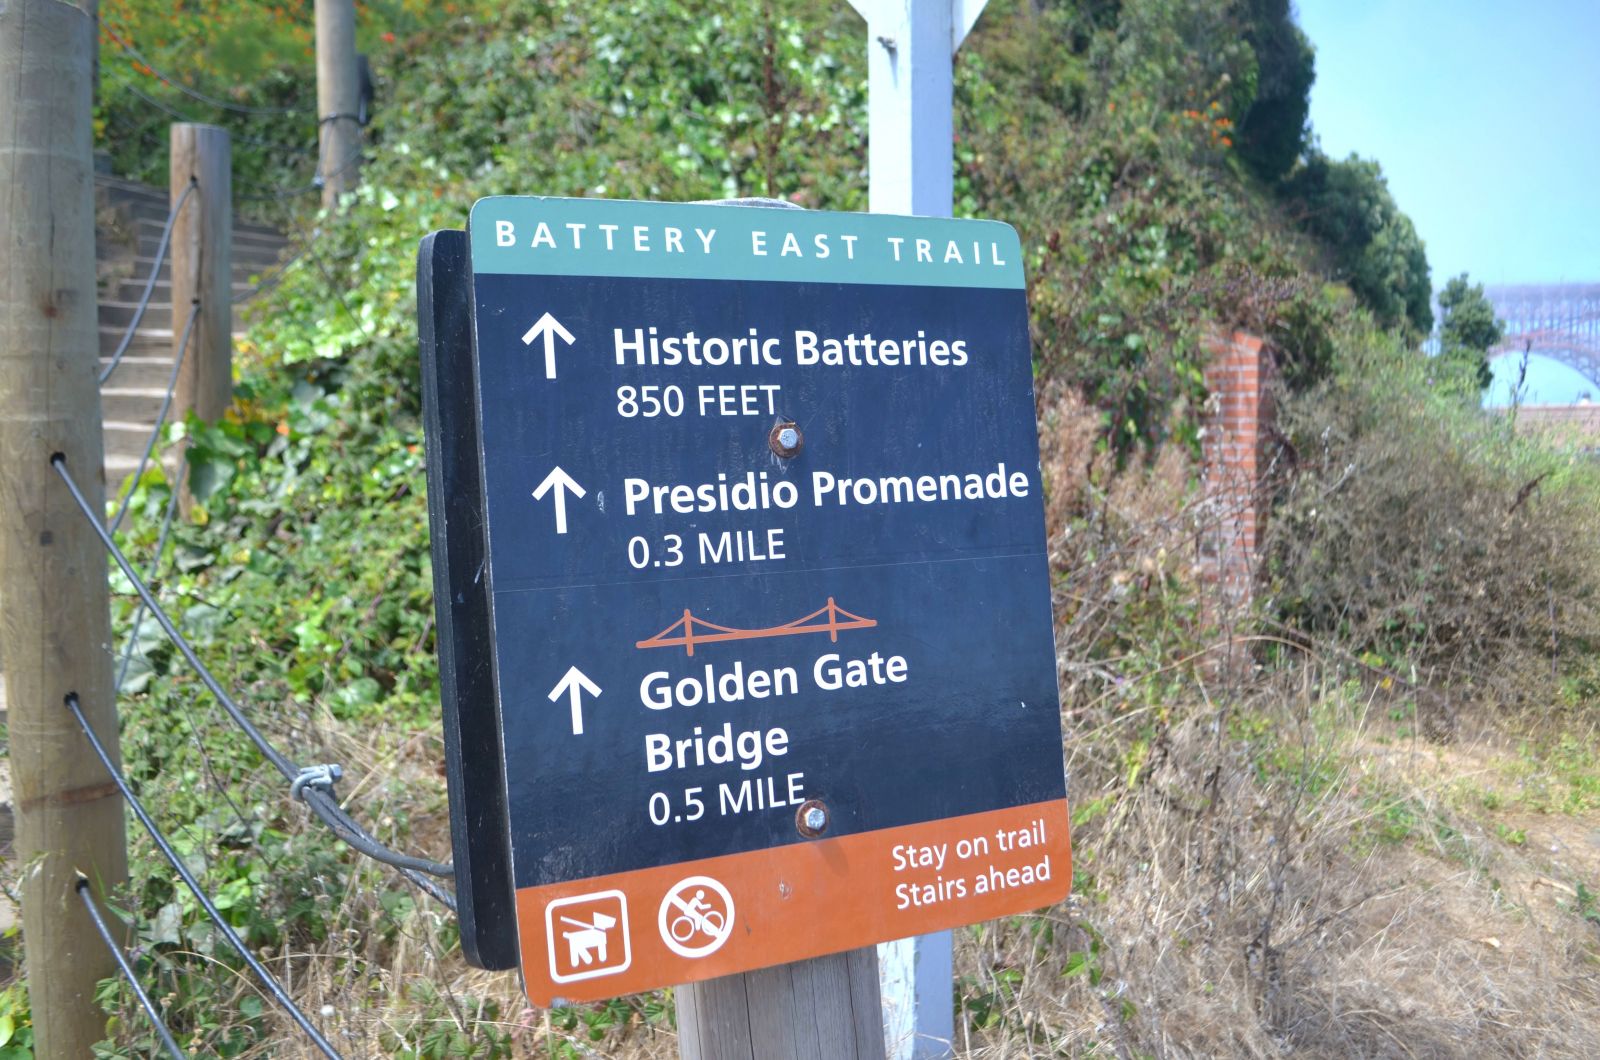 BATTERY EAST TRAIL
Historic Batteries
850 FEET
Presidio Promenade
0.3 MILE
Golden Gate
Bridge
0.5 MILE
Stay on trail
Stairs ahead